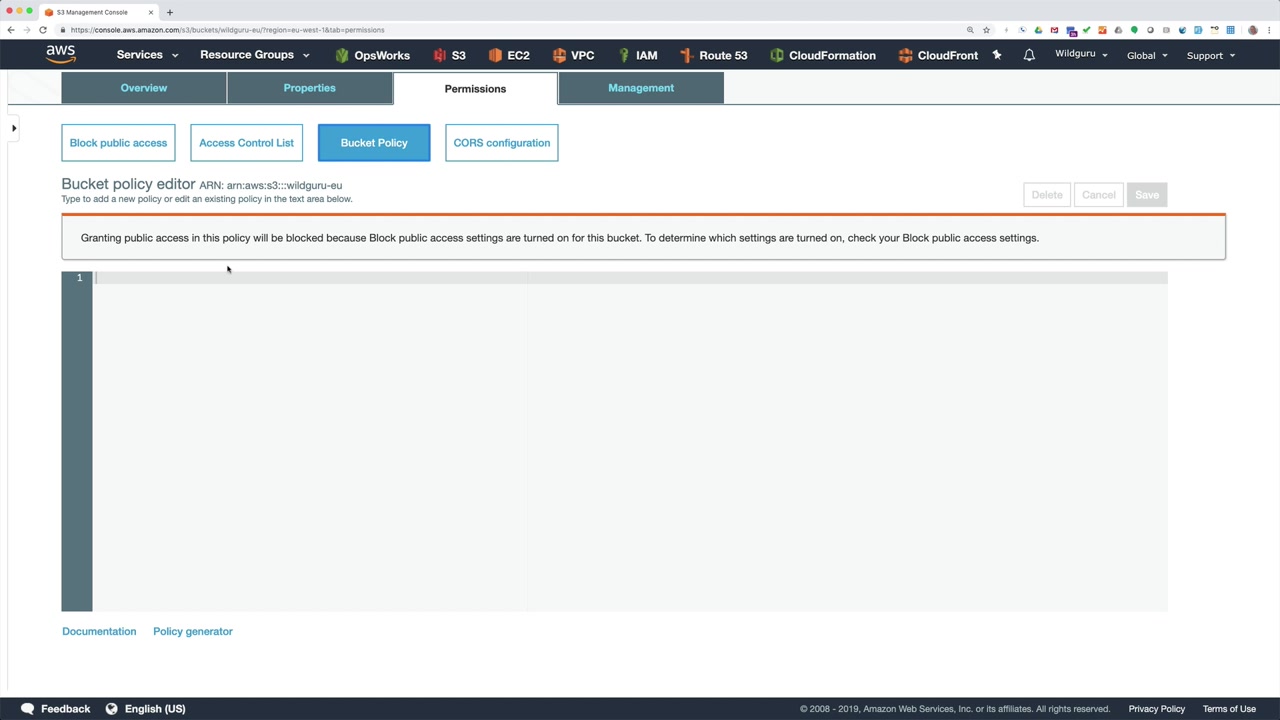 S3 Management Console
https://console.aws.amazon.com/s3/buckets/wildguru-eu/?region=eu-west-1&tab=permissions
aws Services Resource Groups OpsWorks S3 EC2 VPC IAM Route 53 CloudFormation CloudFront Wildguru Global Support
Overview Properties Permissions Management
Block public access Access Control List Bucket Policy CORS configuration
Bucket policy editor ARN: arn:aws:s3:::wildguru-eu
Type to add a new policy or edit an existing policy in the text area below.
Delete Cancel Save
Granting public access in this policy will be blocked because Block public access settings are turned on for this bucket. To determine which settings are turned on, check your Block public access settings.
1
Documentation Policy generator
Feedback English (US) © 2008 - 2019, Amazon Web Services, Inc. or its affiliates. All rights reserved. Privacy Policy Terms of Use